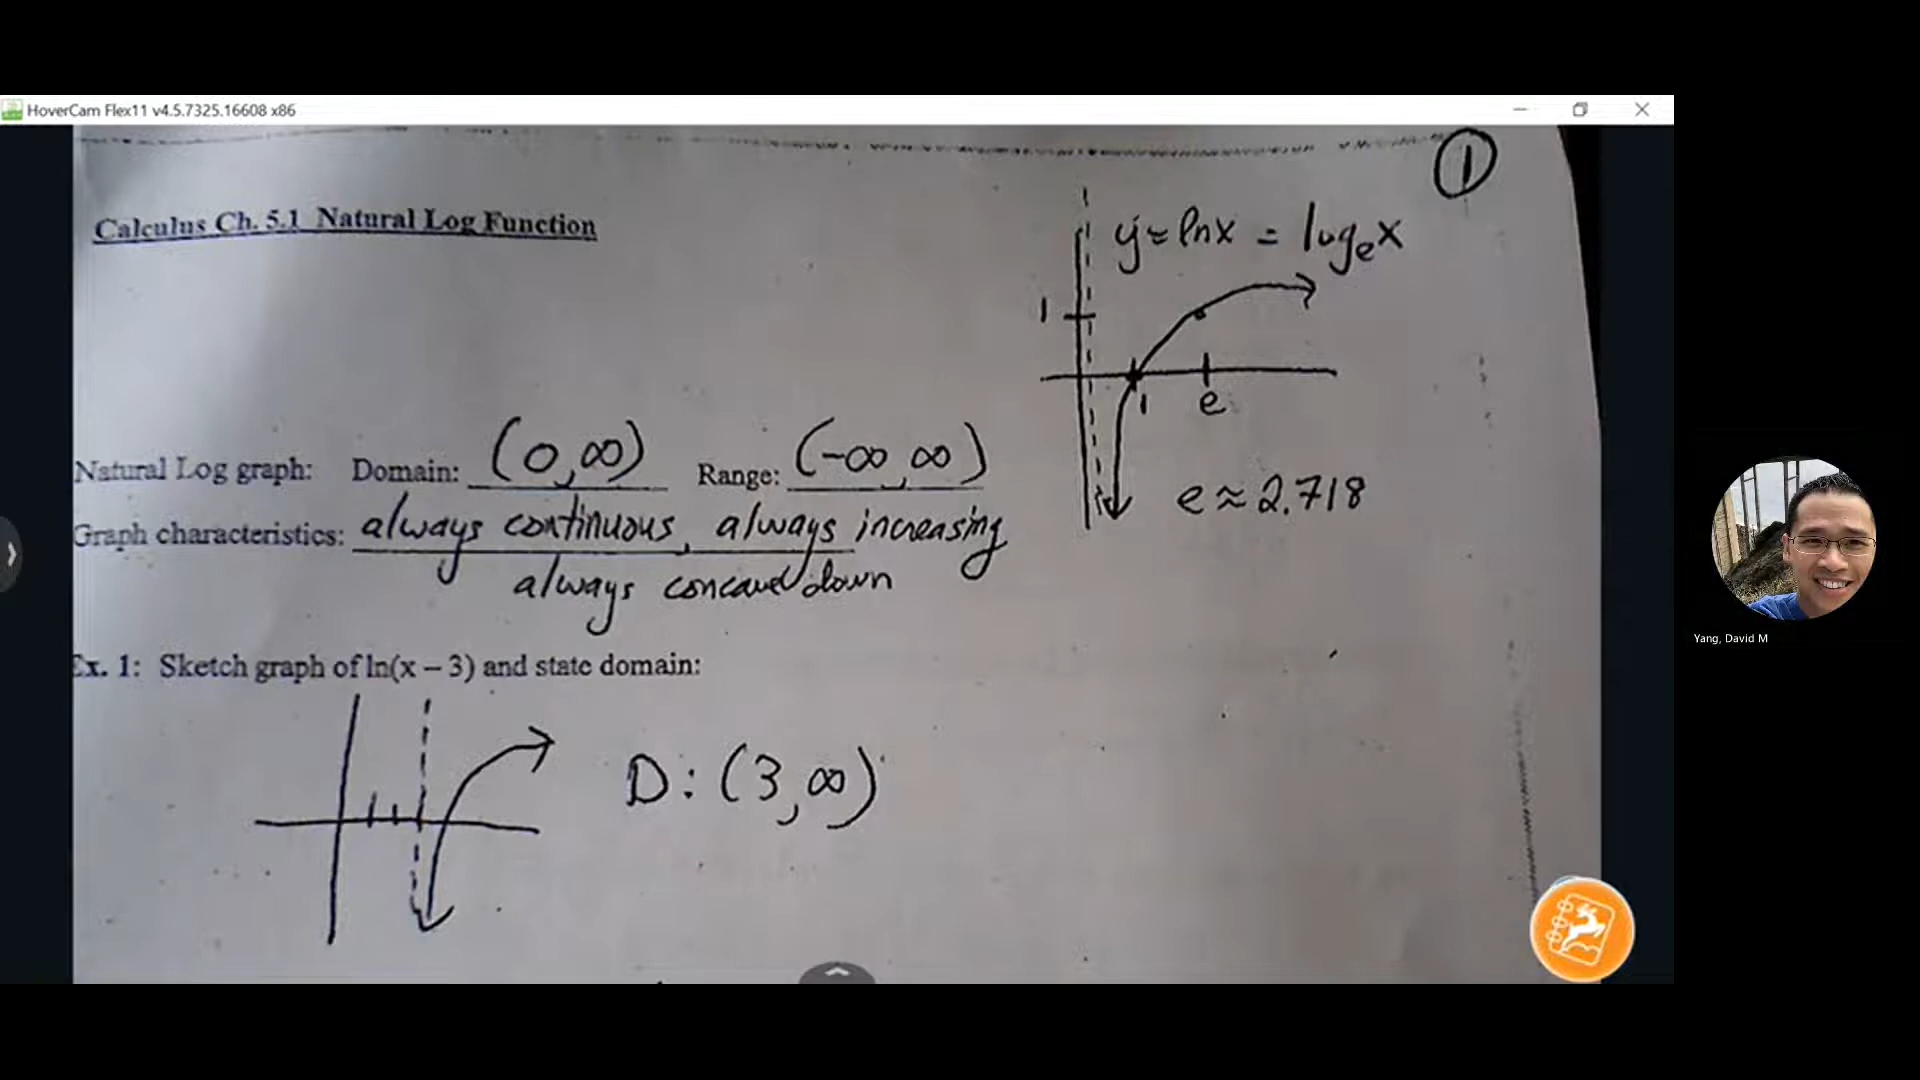 HoverCam Flex11 v4.5.7325.16608 x86
1
Calculus Ch. 5.1 Natural Log Function
y = ln x = logₑx
1
1
e
e ≈ 2.718
Natural Log graph: Domain: (0, ∞) Range: (-∞, ∞)
Graph characteristics: always continuous, always increasing
always concave down
Ex. 1: Sketch graph of ln(x – 3) and state domain:
D: (3, ∞)
Yang, David M